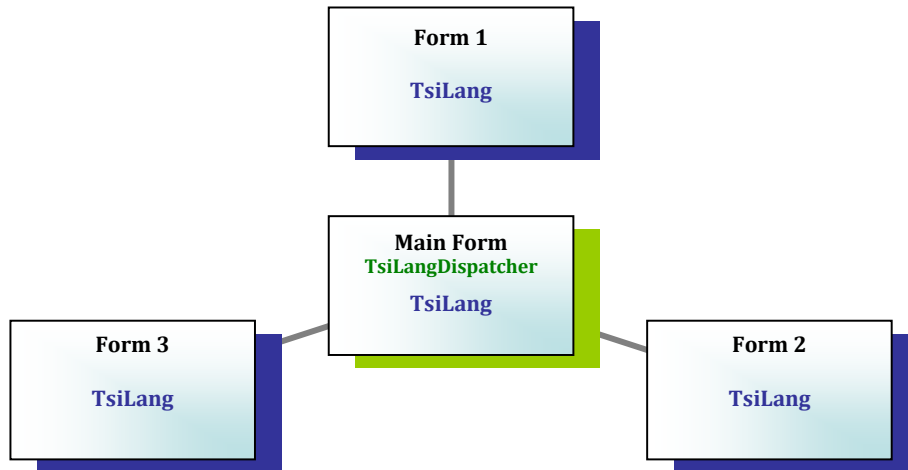 Form 1
TsiLang
Main Form
TsiLangDispatcher
TsiLang
Form 3
TsiLang
Form 2
TsiLang